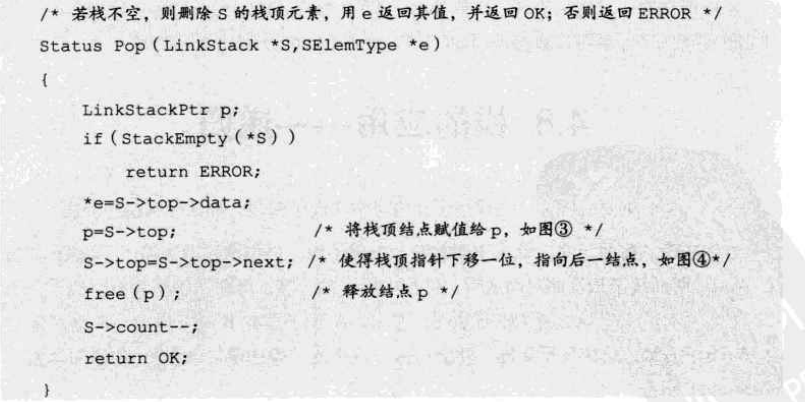 /* 若栈不空，则删除 S 的栈顶元素，用 e 返回其值，并返回 OK；否则返回 ERROR */
Status Pop(LinkStack *S,SElemType *e)
{
    LinkStackPtr p;
    if(StackEmpty(*S))
        return ERROR;
    *e=S->top->data;
    p=S->top; /* 将栈顶结点赋值给 p，如图③ */
    S->top=S->top->next; /* 使得栈顶指针下移一位，指向后一结点，如图④*/
    free(p); /* 释放结点 p */
    S->count--;
    return OK;
}